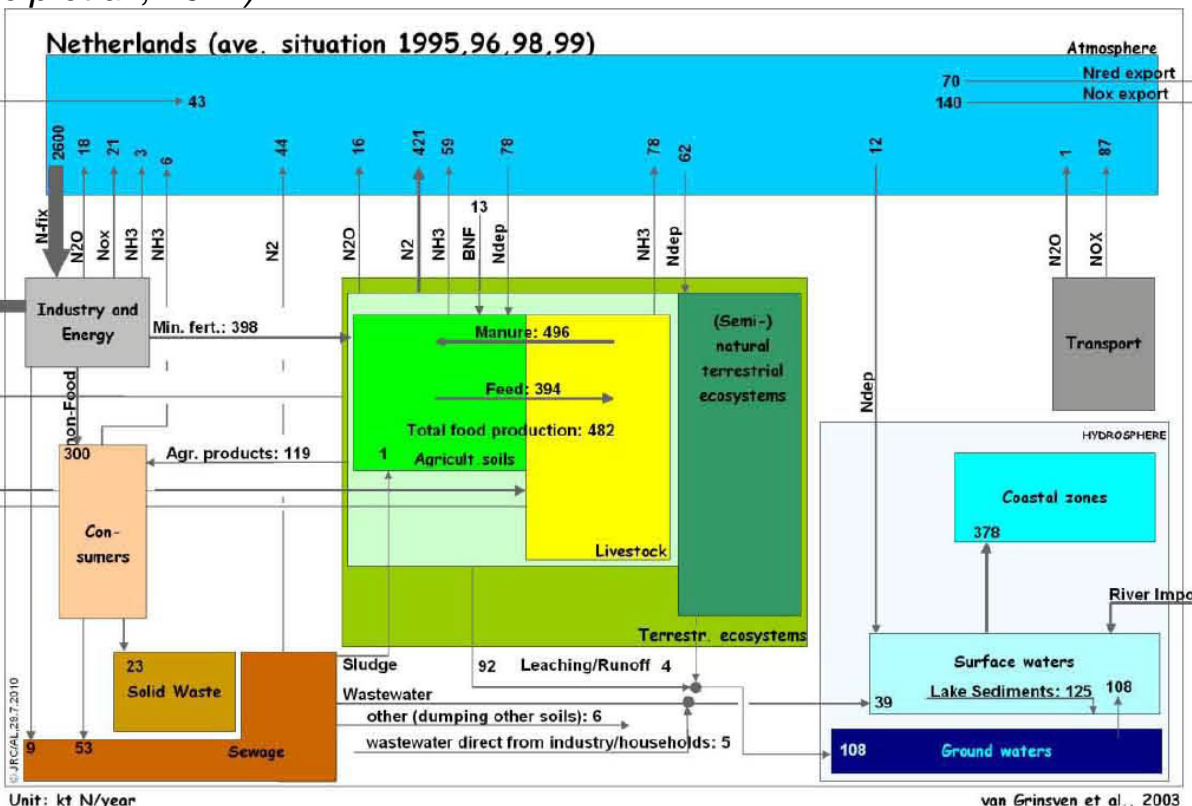 Netherlands (ave. situation 1995,96,98,99)
Atmosphere
Nred export
70
Nox export
140
43
2600
18
21
3
6
44
16
421
59
78
78
62
12
1
87
13
N-fix
N2O
Nox
NH3
NH3
N2
N2O
N2
NH3
BNF
Ndep
NH3
Ndep
Ndep
N2O
NOX
Industry and
Energy
Min. fert.: 398
Manure: 496
Feed: 394
Total food production: 482
1
Agricult soils
Livestock
(Semi-)
natural
terrestrial
ecosystems
Transport
non-Food
300
Agr. products: 119
Con-
sumers
HYDROSPHERE
Coastal zones
378
River Impo
Terrestr. ecosystems
23
Solid Waste
Sludge
92
Leaching/Runoff 4
Wastewater
other (dumping other soils): 6
wastewater direct from industry/households: 5
9
53
Sewage
Surface waters
Lake Sediments: 125
108
39
108
Ground waters
© JRC/AL,29.7.2010
Unit: kt N/year
van Grinsven et al., 2003